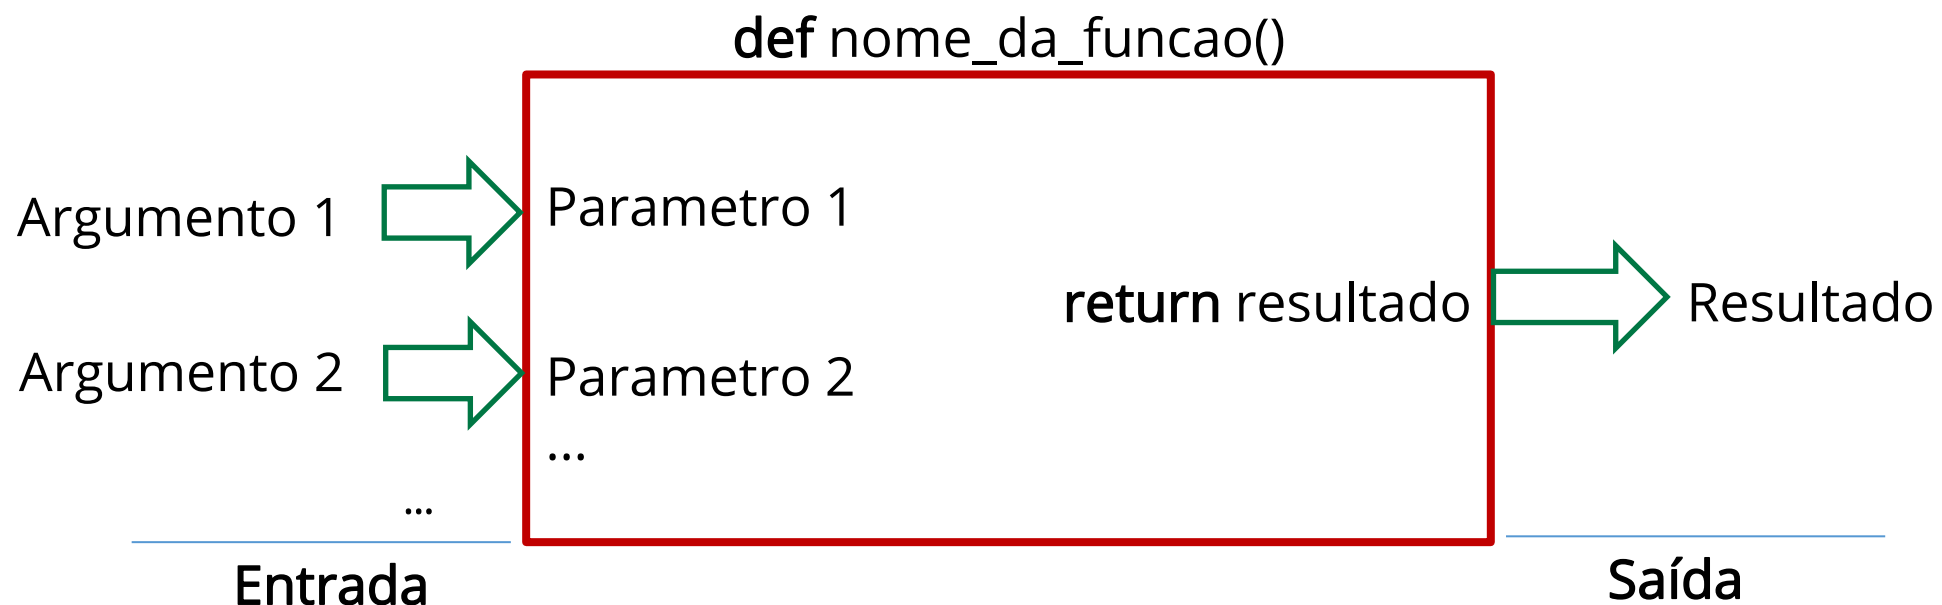 def nome_da_funcao()
Argumento 1
Parametro 1
return resultado
Resultado
Argumento 2
Parametro 2
...
...
Entrada
Saída